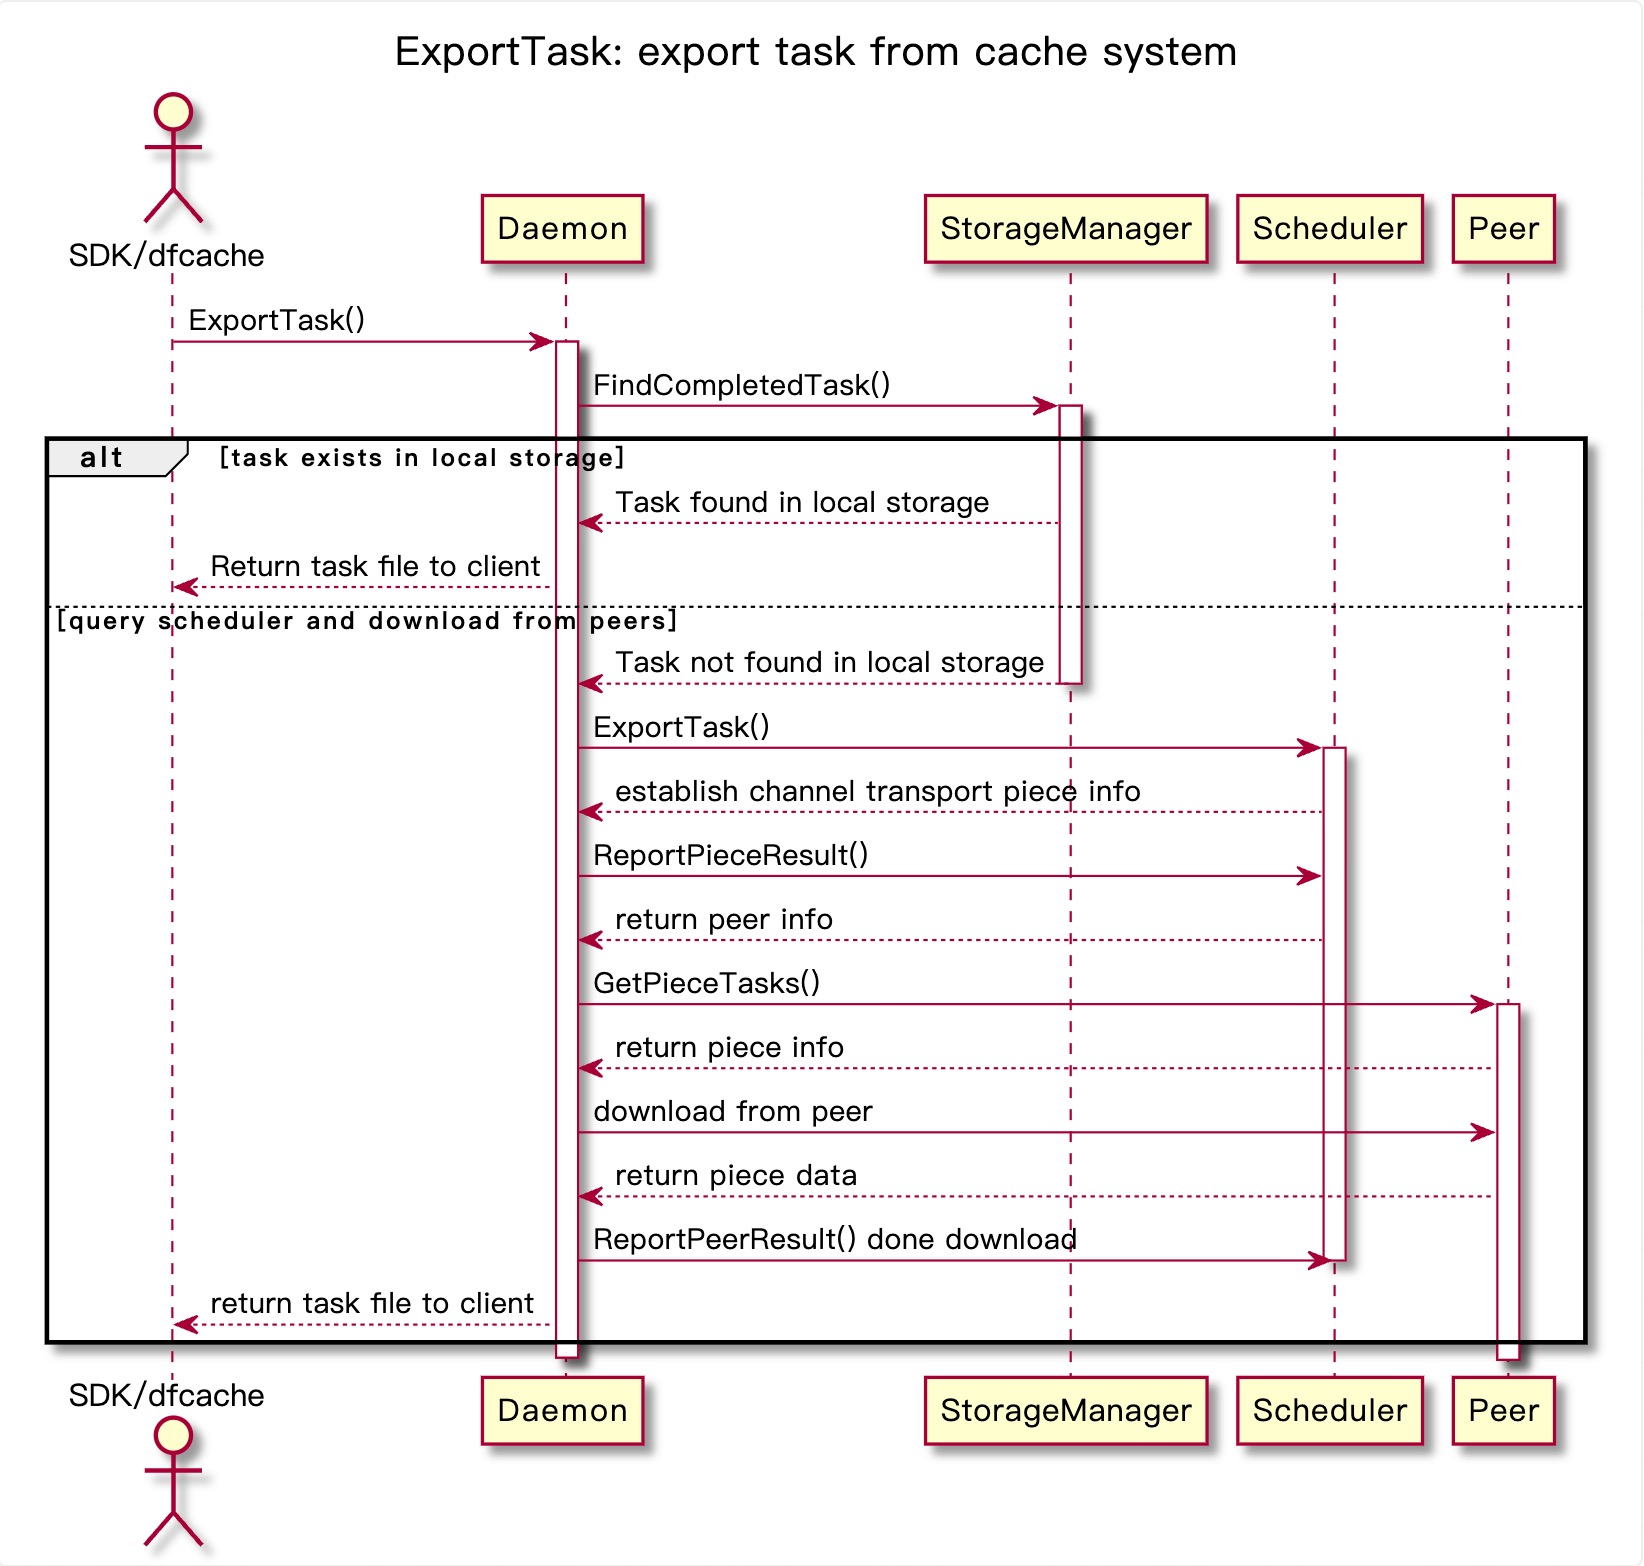 ExportTask: export task from cache system
SDK/dfcache
Daemon
StorageManager
Scheduler
Peer
ExportTask()
FindCompletedTask()
alt
[task exists in local storage]
Task found in local storage
Return task file to client
[query scheduler and download from peers]
Task not found in local storage
ExportTask()
establish channel transport piece info
ReportPieceResult()
return peer info
GetPieceTasks()
return piece info
download from peer
return piece data
ReportPeerResult() done download
return task file to client
SDK/dfcache
Daemon
StorageManager
Scheduler
Peer